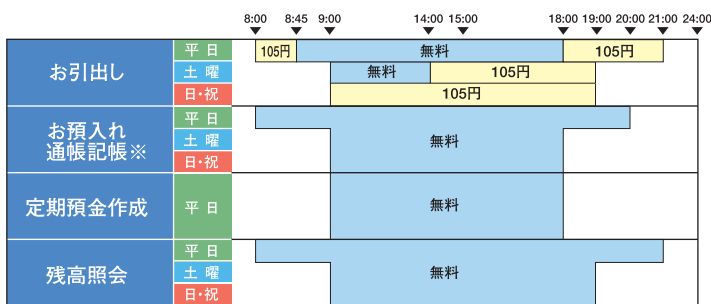 8:00 8:45 9:00 14:00 15:00 18:00 19:00 20:00 21:00 24:00
お引出し
平 日
105円 無料 105円
土 曜
無料 105円
日・祝
105円
お預入れ
通帳記帳※
平 日
土 曜
日・祝
無料
定期預金作成
平 日
無料
残高照会
平 日
土 曜
日・祝
無料